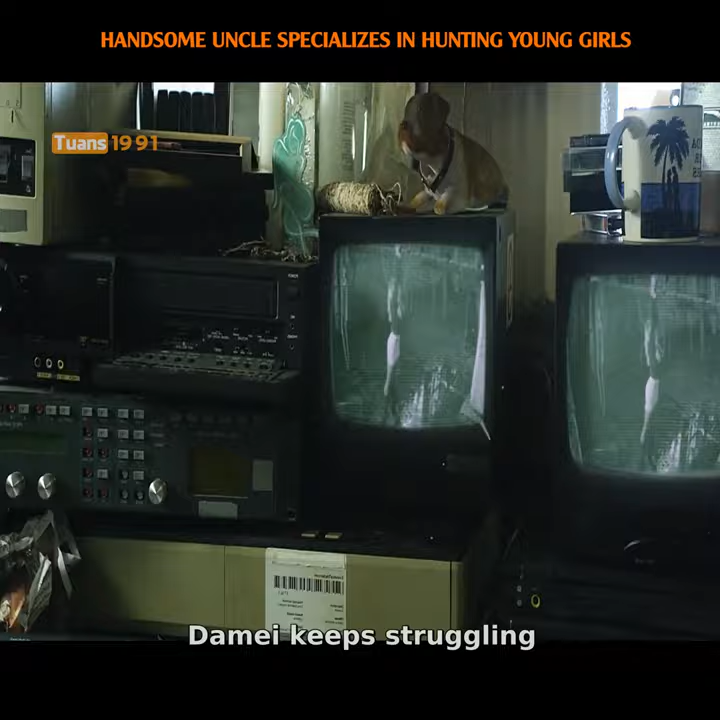 HANDSOME UNCLE SPECIALIZES IN HUNTING YOUNG GIRLS
Tuans 1991
Damei keeps struggling